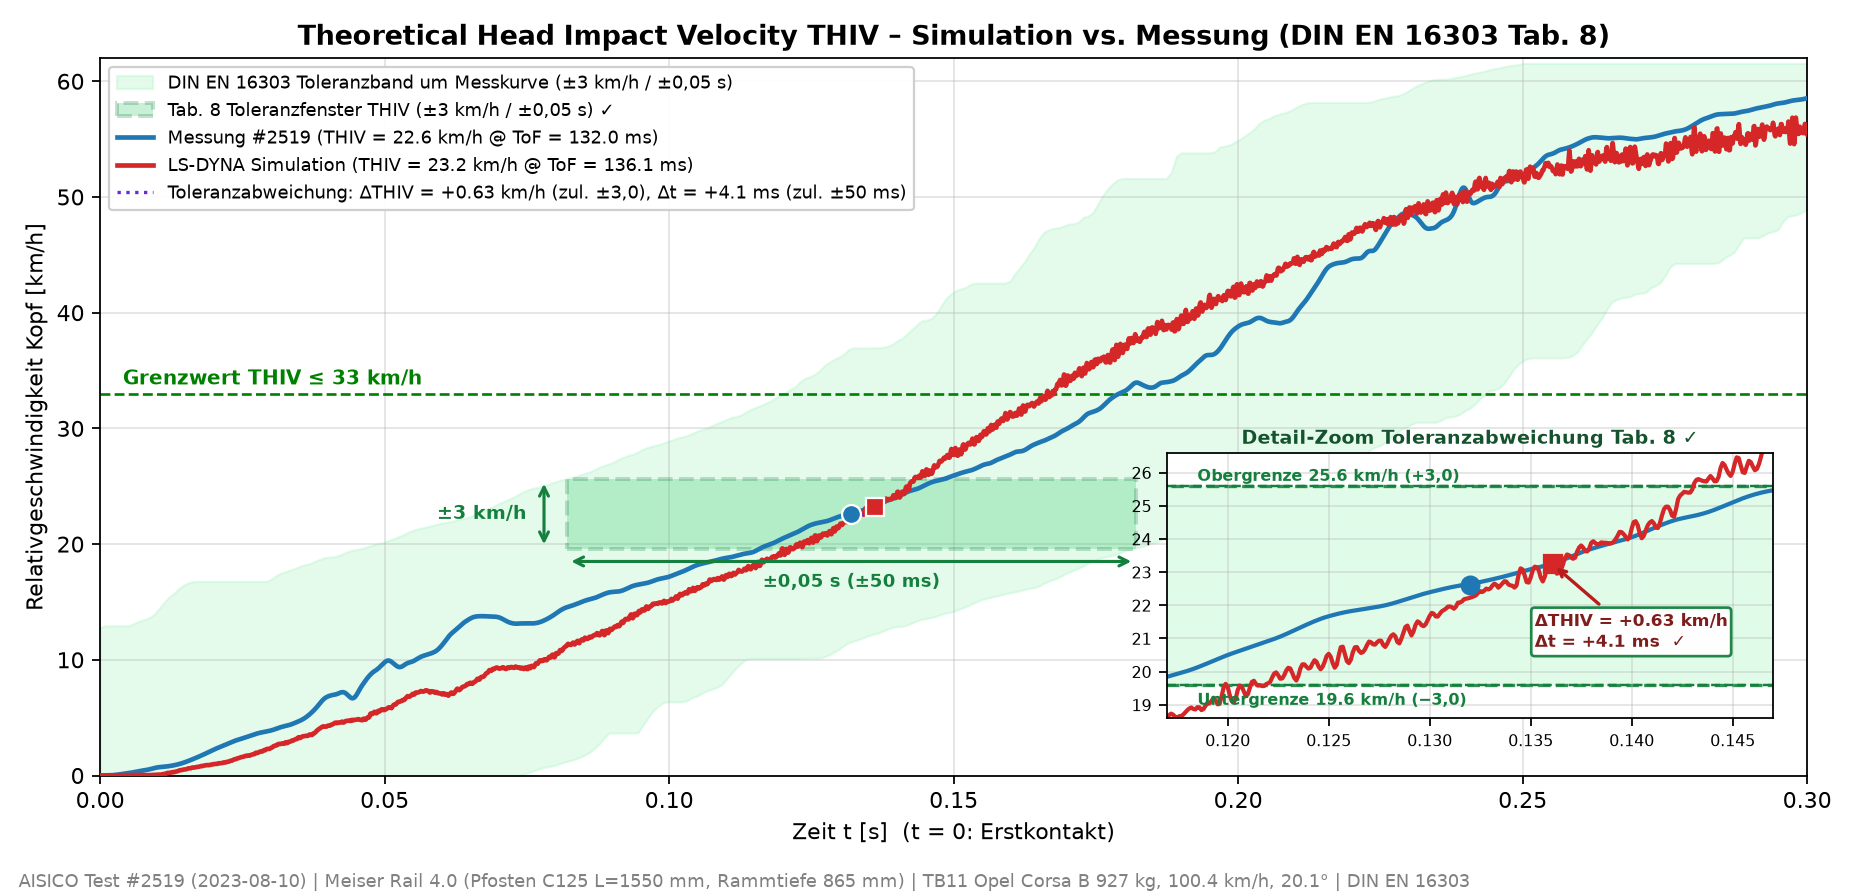 Theoretical Head Impact Velocity THIV – Simulation vs. Messung (DIN EN 16303 Tab. 8)
DIN EN 16303 Toleranzband um Messkurve (±3 km/h / ±0,05 s)
Tab. 8 Toleranzfenster THIV (±3 km/h / ±0,05 s) ✓
Messung #2519 (THIV = 22.6 km/h @ ToF = 132.0 ms)
LS-DYNA Simulation (THIV = 23.2 km/h @ ToF = 136.1 ms)
Toleranzabweichung: ΔTHIV = +0.63 km/h (zul. ±3,0), Δt = +4.1 ms (zul. ±50 ms)
Relativgeschwindigkeit Kopf [km/h]
60
50
40
30
20
10
0
Grenzwert THIV ≤ 33 km/h
±3 km/h
±0,05 s (±50 ms)
Detail-Zoom Toleranzabweichung Tab. 8 ✓
26
25
24
23
22
21
20
19
Obergrenze 25.6 km/h (+3,0)
ΔTHIV = +0.63 km/h
Δt = +4.1 ms ✓
Untergrenze 19.6 km/h (−3,0)
0.120 0.125 0.130 0.135 0.140 0.145
0.00 0.05 0.10 0.15 0.20 0.25 0.30
Zeit t [s] (t = 0: Erstkontakt)
AISICO Test #2519 (2023-08-10) | Meiser Rail 4.0 (Pfosten C125 L=1550 mm, Rammtiefe 865 mm) | TB11 Opel Corsa B 927 kg, 100.4 km/h, 20.1° | DIN EN 16303